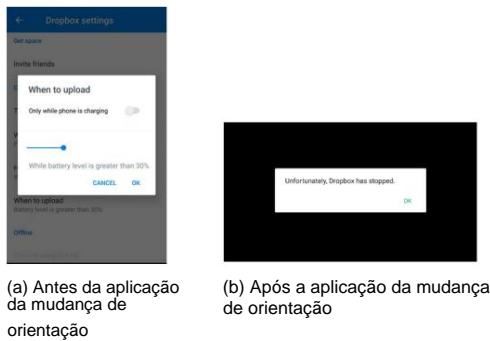 Dropbox settings
Get space
Invite friends
When to upload
Only while phone is charging
While battery level is greater than 30%
CANCEL OK
When to upload
Battery level is greater than 30%
Offline
Unfortunately, Dropbox has stopped.
OK
(a) Antes da aplicação
da mudança de
orientação
(b) Após a aplicação da mudança
de orientação